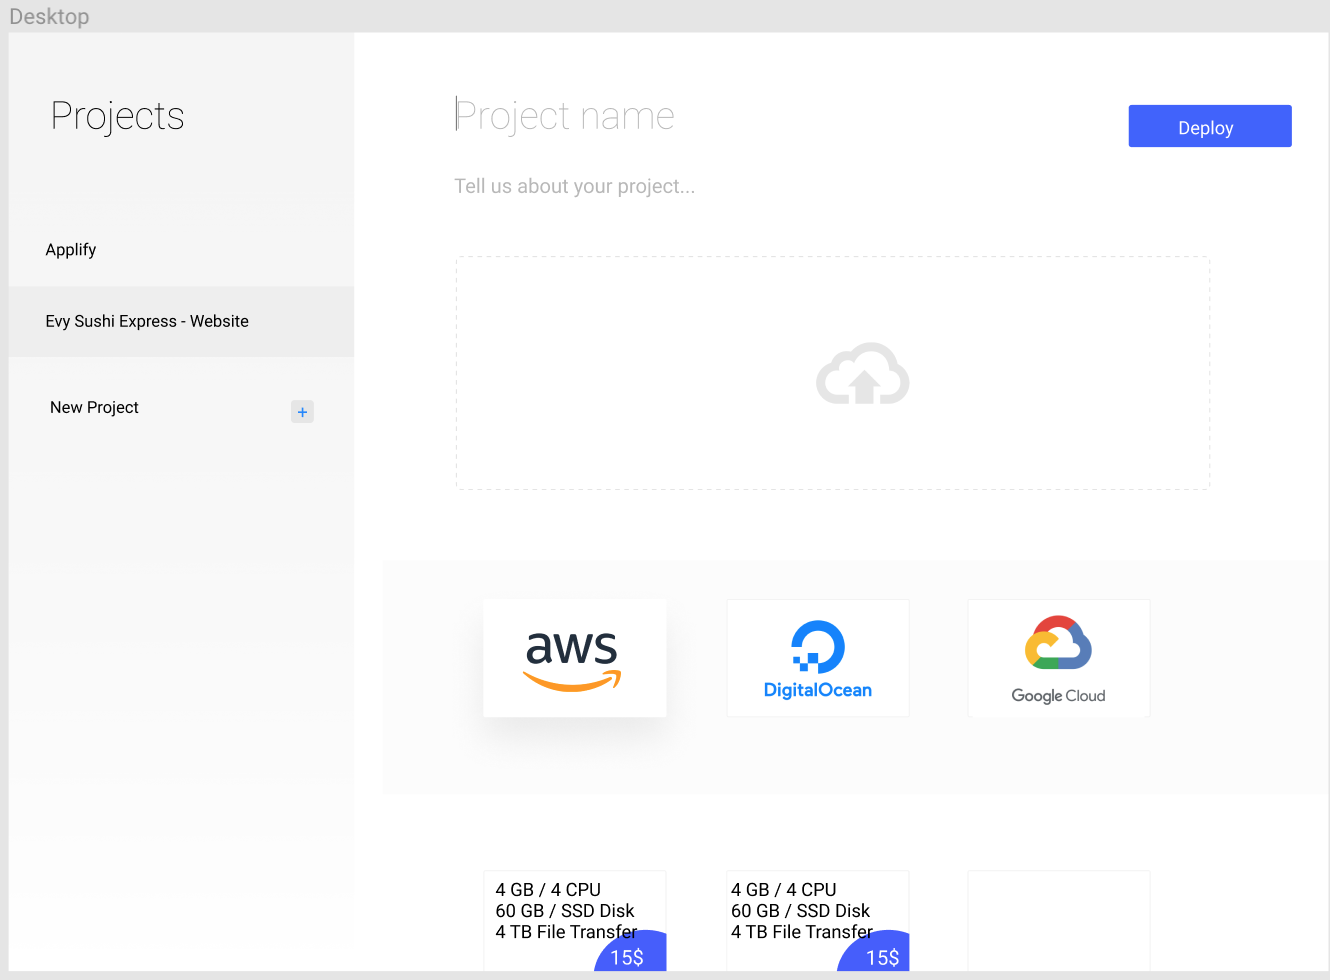 Desktop
Projects
Applify
Evy Sushi Express - Website
New Project
+
Project name
Deploy
Tell us about your project...
aws
DigitalOcean
Google Cloud
4 GB / 4 CPU
60 GB / SSD Disk
4 TB File Transfer
15$
4 GB / 4 CPU
60 GB / SSD Disk
4 TB File Transfer
15$